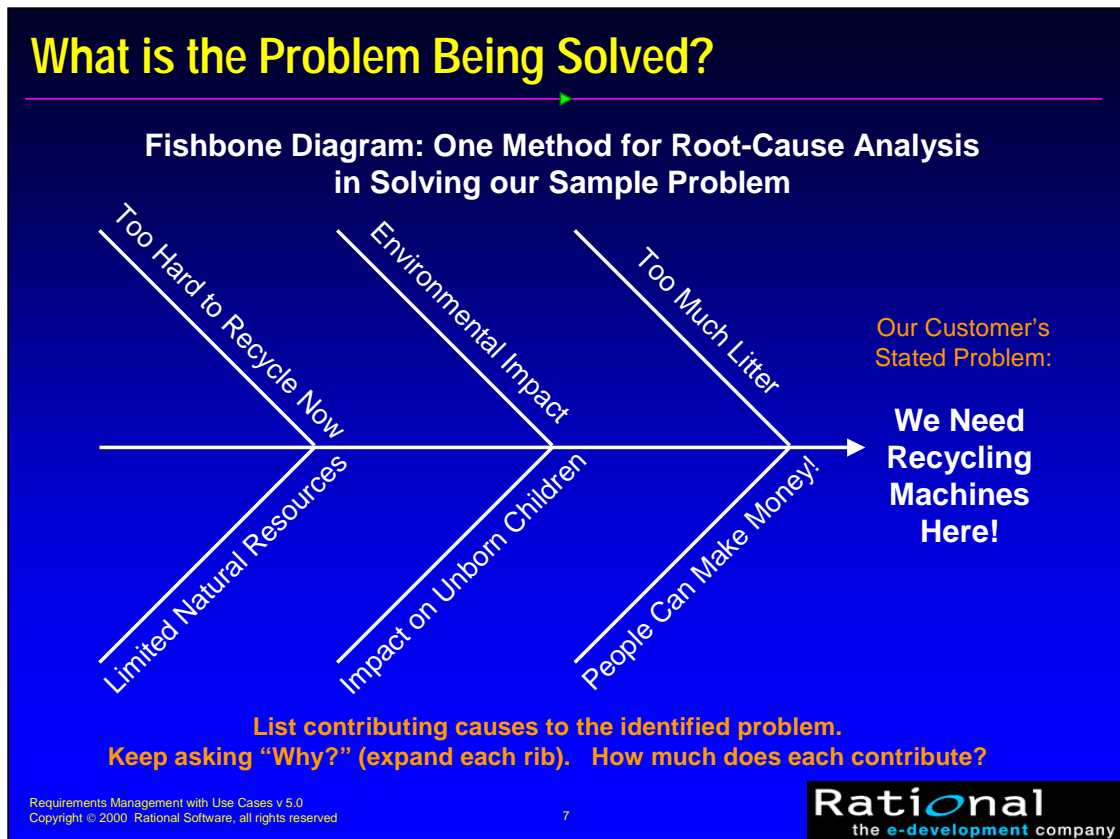 What is the Problem Being Solved?
Fishbone Diagram: One Method for Root-Cause Analysis
in Solving our Sample Problem
Too Hard to Recycle Now
Environmental Impact
Too Much Litter
Our Customer’s
Stated Problem:
We Need
Recycling
Machines
Here!
Limited Natural Resources
Impact on Unborn Children
People Can Make Money!
List contributing causes to the identified problem.
Keep asking “Why?” (expand each rib).   How much does each contribute?
Requirements Management with Use Cases v 5.0
Copyright © 2000 Rational Software, all rights reserved
7
Rational
the e-development company